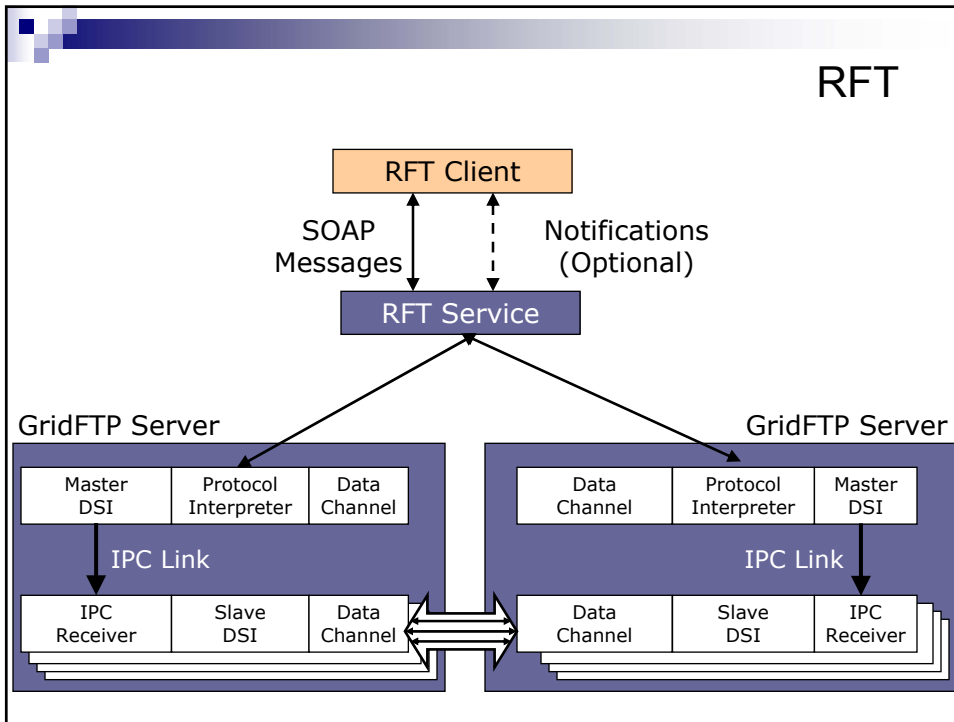 RFT
RFT Client
SOAP
Messages
Notifications
(Optional)
RFT Service
GridFTP Server
GridFTP Server
Master
DSI
Protocol
Interpreter
Data
Channel
Data
Channel
Protocol
Interpreter
Master
DSI
IPC Link
IPC Link
IPC
Receiver
Slave
DSI
Data
Channel
Data
Channel
Slave
DSI
IPC
Receiver